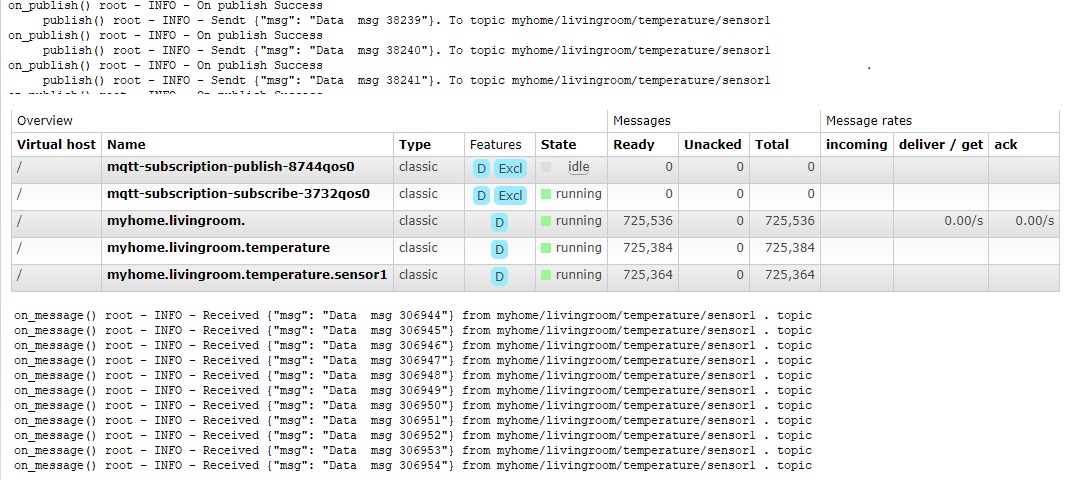 on_publish() root - INFO - On publish Success
publish() root - INFO - Sendt {"msg": "Data  msg 38239"}. To topic myhome/livingroom/temperature/sensor1
on_publish() root - INFO - On publish Success
publish() root - INFO - Sendt {"msg": "Data  msg 38240"}. To topic myhome/livingroom/temperature/sensor1
on_publish() root - INFO - On publish Success
publish() root - INFO - Sendt {"msg": "Data  msg 38241"}. To topic myhome/livingroom/temperature/sensor1
on_publish() root - INFO - On publish Success
Overview Messages Message rates
Virtual host Name Type Features State Ready Unacked Total incoming deliver / get ack
/ mqtt-subscription-publish-8744qos0 classic D Excl idle 0 0 0
/ mqtt-subscription-subscribe-3732qos0 classic D Excl running 0 0 0
/ myhome.livingroom. classic D running 725,536 0 725,536 0.00/s 0.00/s
/ myhome.livingroom.temperature classic D running 725,384 0 725,384
/ myhome.livingroom.temperature.sensor1 classic D running 725,364 0 725,364
on_message() root - INFO - Received {"msg": "Data  msg 306944"} from myhome/livingroom/temperature/sensor1 . topic
on_message() root - INFO - Received {"msg": "Data  msg 306945"} from myhome/livingroom/temperature/sensor1 . topic
on_message() root - INFO - Received {"msg": "Data  msg 306946"} from myhome/livingroom/temperature/sensor1 . topic
on_message() root - INFO - Received {"msg": "Data  msg 306947"} from myhome/livingroom/temperature/sensor1 . topic
on_message() root - INFO - Received {"msg": "Data  msg 306948"} from myhome/livingroom/temperature/sensor1 . topic
on_message() root - INFO - Received {"msg": "Data  msg 306949"} from myhome/livingroom/temperature/sensor1 . topic
on_message() root - INFO - Received {"msg": "Data  msg 306950"} from myhome/livingroom/temperature/sensor1 . topic
on_message() root - INFO - Received {"msg": "Data  msg 306951"} from myhome/livingroom/temperature/sensor1 . topic
on_message() root - INFO - Received {"msg": "Data  msg 306952"} from myhome/livingroom/temperature/sensor1 . topic
on_message() root - INFO - Received {"msg": "Data  msg 306953"} from myhome/livingroom/temperature/sensor1 . topic
on_message() root - INFO - Received {"msg": "Data  msg 306954"} from myhome/livingroom/temperature/sensor1 . topic